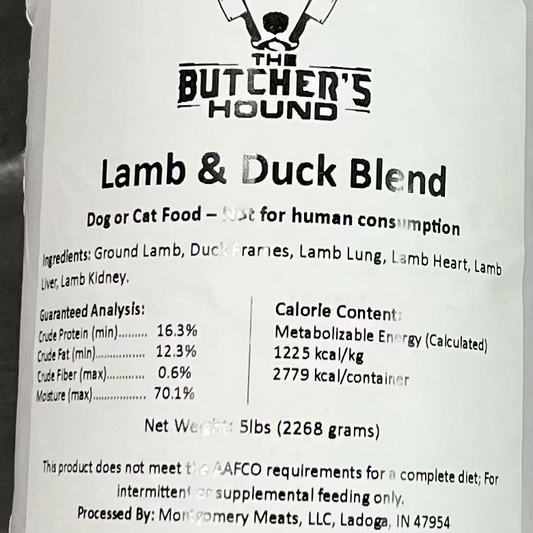 THE
BUTCHER'S
HOUND
Lamb & Duck Blend
Dog or Cat Food – Not for human consumption
Ingredients: Ground Lamb, Duck Frames, Lamb Lung, Lamb Heart, Lamb
Liver, Lamb Kidney.
Guaranteed Analysis:
Crude Protein (min)......... 16.3%
Crude Fat (min)................ 12.3%
Crude Fiber (max)............ 0.6%
Moisture (max)................. 70.1%
Calorie Content:
Metabolizable Energy (Calculated)
1225 kcal/kg
2779 kcal/container
Net Weight: 5lbs (2268 grams)
This product does not meet the AAFCO requirements for a complete diet; For
intermittent or supplemental feeding only.
Processed By: Montgomery Meats, LLC, Ladoga, IN 47954